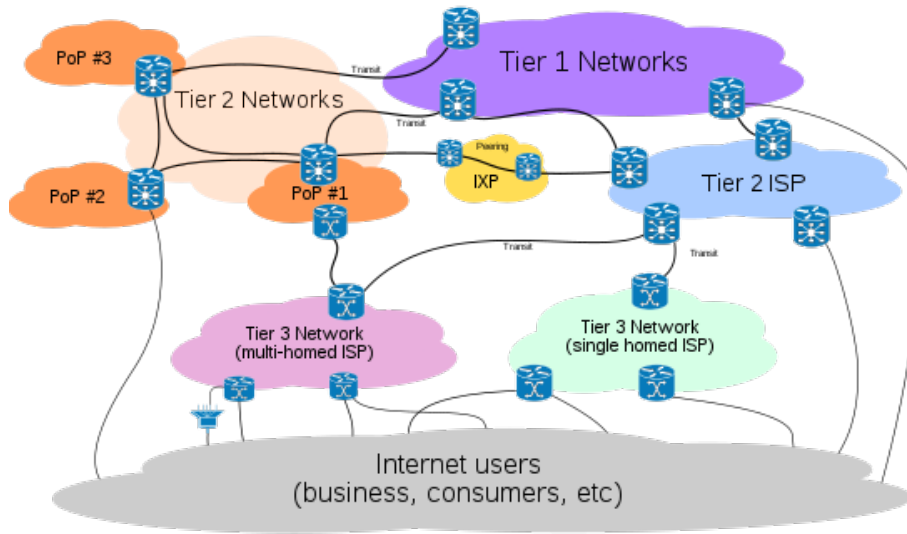 PoP #3
Tier 1 Networks
Transit
Tier 2 Networks
Transit
Peering
IXP
PoP #2
PoP #1
Tier 2 ISP
Transit
Transit
Tier 3 Network
(multi-homed ISP)
Tier 3 Network
(single homed ISP)
Internet users
(business, consumers, etc)